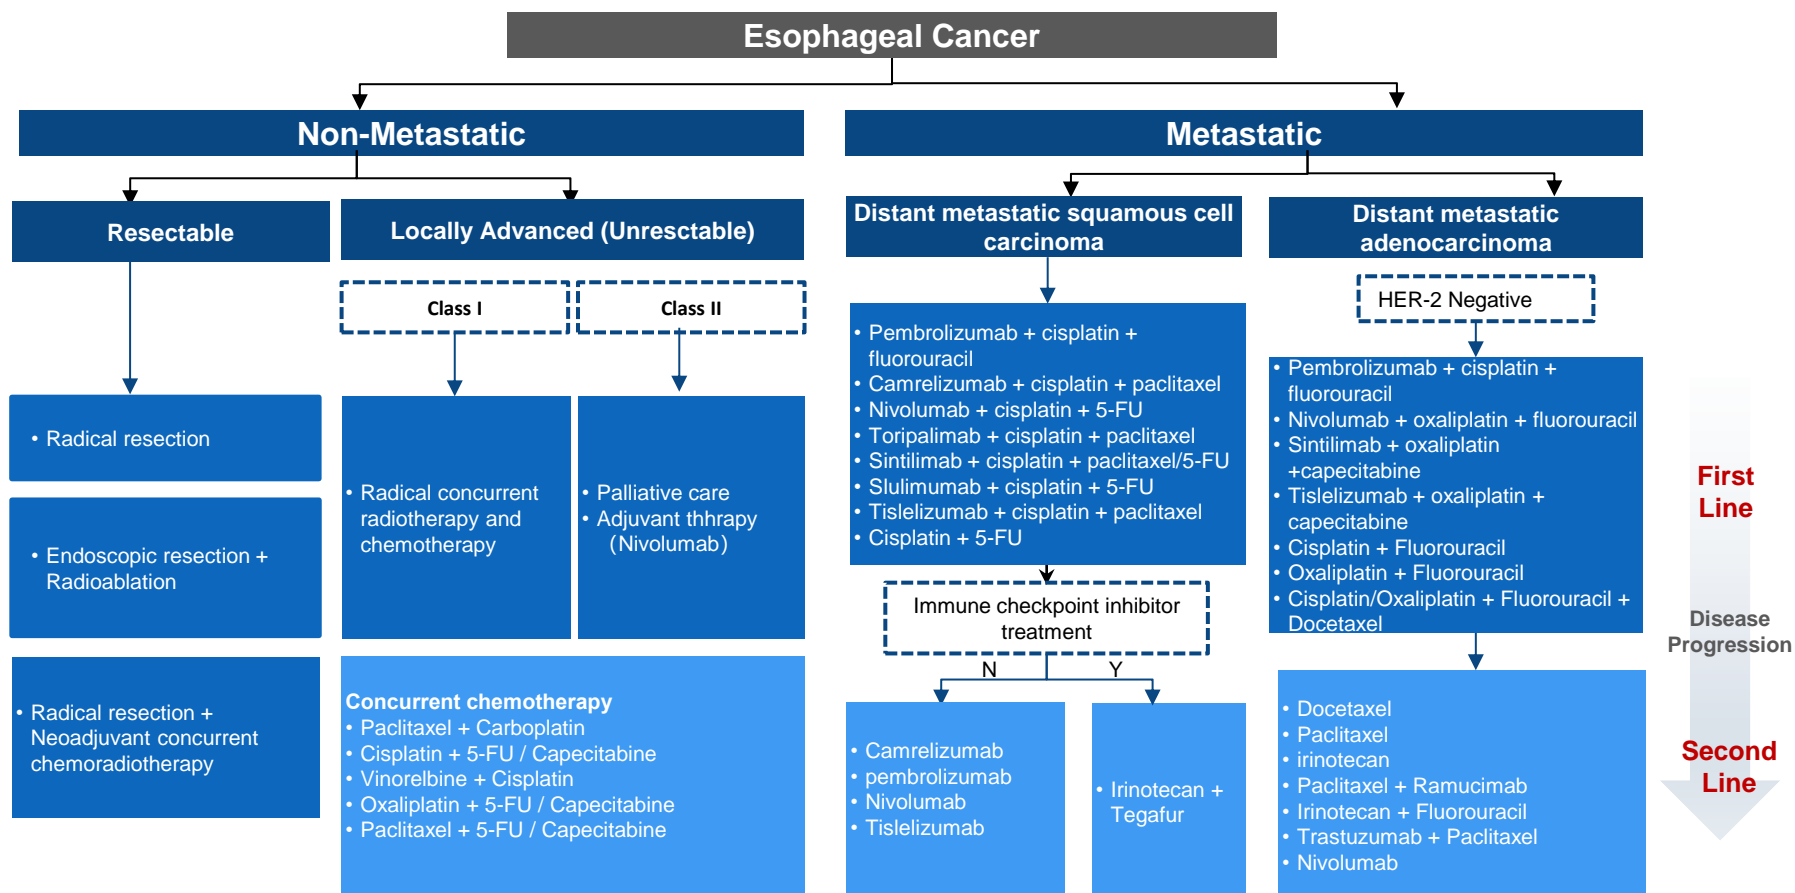 Esophageal Cancer
Non-Metastatic
Metastatic
Resectable
Locally Advanced (Unresctable)
Distant metastatic squamous cell
carcinoma
Distant metastatic
adenocarcinoma
Class I
Class II
HER-2 Negative
• Radical resection
• Endoscopic resection +
Radioablation
• Radical resection +
Neoadjuvant concurrent
chemoradiotherapy
• Radical concurrent
radiotherapy and
chemotherapy
• Palliative care
• Adjuvant thhrapy
（Nivolumab）
Concurrent chemotherapy
• Paclitaxel + Carboplatin
• Cisplatin + 5-FU / Capecitabine
• Vinorelbine + Cisplatin
• Oxaliplatin + 5-FU / Capecitabine
• Paclitaxel + 5-FU / Capecitabine
• Pembrolizumab + cisplatin +
fluorouracil
• Camrelizumab + cisplatin + paclitaxel
• Nivolumab + cisplatin + 5-FU
• Toripalimab + cisplatin + paclitaxel
• Sintilimab + cisplatin + paclitaxel/5-FU
• Slulimumab + cisplatin + 5-FU
• Tislelizumab + cisplatin + paclitaxel
• Cisplatin + 5-FU
Immune checkpoint inhibitor
treatment
N
Y
• Camrelizumab
• pembrolizumab
• Nivolumab
• Tislelizumab
• Irinotecan +
Tegafur
• Pembrolizumab + cisplatin +
fluorouracil
• Nivolumab + oxaliplatin + fluorouracil
• Sintilimab + oxaliplatin
+capecitabine
• Tislelizumab + oxaliplatin +
capecitabine
• Cisplatin + Fluorouracil
• Oxaliplatin + Fluorouracil
• Cisplatin/Oxaliplatin + Fluorouracil +
Docetaxel
• Docetaxel
• Paclitaxel
• irinotecan
• Paclitaxel + Ramucimab
• Irinotecan + Fluorouracil
• Trastuzumab + Paclitaxel
• Nivolumab
First
Line
Disease
Progression
Second
Line